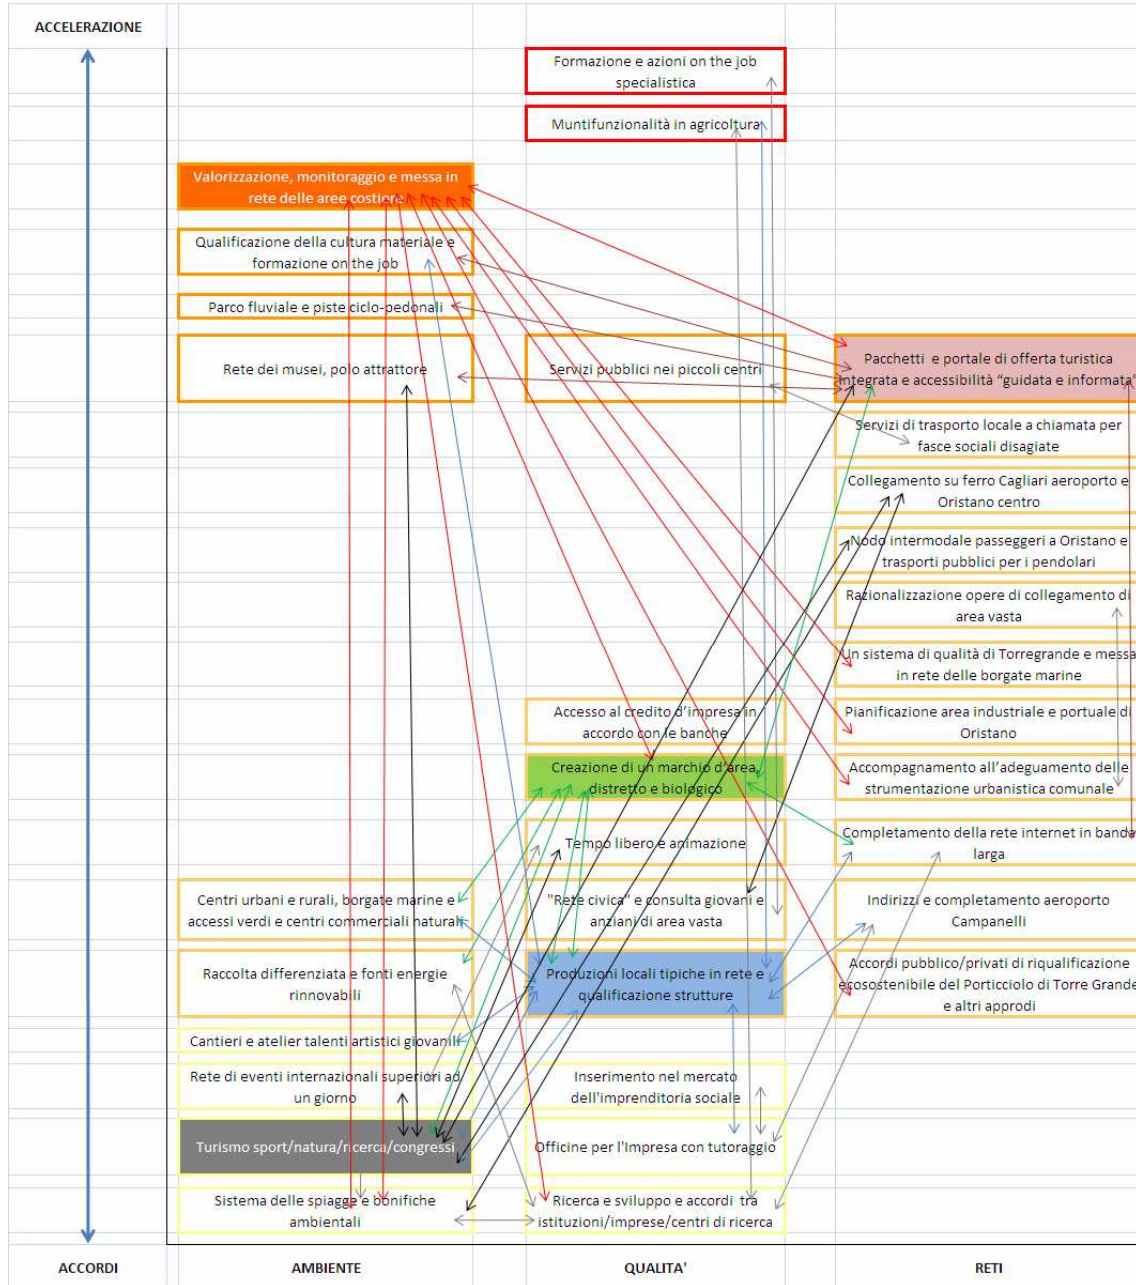 ACCELERAZIONE
Formazione e azioni on the job
specialistica
Muntifunzionalità in agricoltura
Valorizzazione, monitoraggio e messa in
rete delle aree costiere
Qualificazione della cultura materiale e
formazione on the job
Parco fluviale e piste ciclo-pedonali
Rete dei musei, polo attrattore
Servizi pubblici nei piccoli centri
Pacchetti e portale di offerta turistica
integrata e accessibilità “guidata e informata”
Servizi di trasporto locale a chiamata per
fasce sociali disagiate
Collegamento su ferro Cagliari aeroporto e
Oristano centro
Nodo intermodale passeggeri a Oristano e
trasporti pubblici per i pendolari
Razionalizzazione opere di collegamento di
area vasta
Un sistema di qualità di Torregrande e messa
in rete delle borgate marine
Accesso al credito d’impresa in
accordo con le banche
Pianificazione area industriale e portuale di
Oristano
Creazione di un marchio d’area,
distretto e biologico
Accompagnamento all’adeguamento delle
strumentazione urbanistica comunale
Tempo libero e animazione
Completamento della rete internet in banda
larga
Centri urbani e rurali, borgate marine e
accessi verdi e centri commerciali naturali
"Rete civica" e consulta giovani e
anziani di area vasta
Indirizzi e completamento aeroporto
Campanelli
Raccolta differenziata e fonti energie
rinnovabili
Produzioni locali tipiche in rete e
qualificazione strutture
Accordi pubblico/privati di riqualificazione
ecosostenibile del Porticciolo di Torre Grande
e altri approdi
Cantieri e atelier talenti artistici giovanili
Rete di eventi internazionali superiori ad
un giorno
Inserimento nel mercato
dell'imprenditoria sociale
Turismo sport/natura/ricerca/congressi
Officine per l'Impresa con tutoraggio
Sistema delle spiagge e bonifiche
ambientali
Ricerca e sviluppo e accordi tra
istituzioni/imprese/centri di ricerca
ACCORDI
AMBIENTE
QUALITA'
RETI